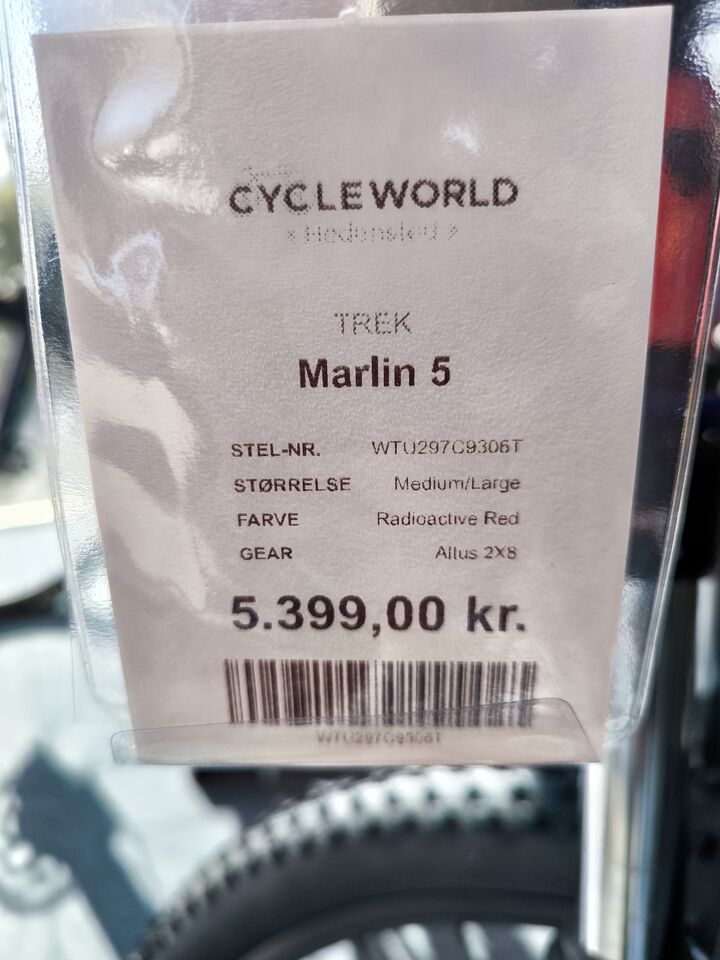 CYCLEWORLD
< Hedensted >
TREK
Marlin 5
STEL-NR. WTU297C9306T
STØRRELSE Medium/Large
FARVE Radioactive Red
GEAR Altus 2X8
5.399,00 kr.
WTU297C9306T